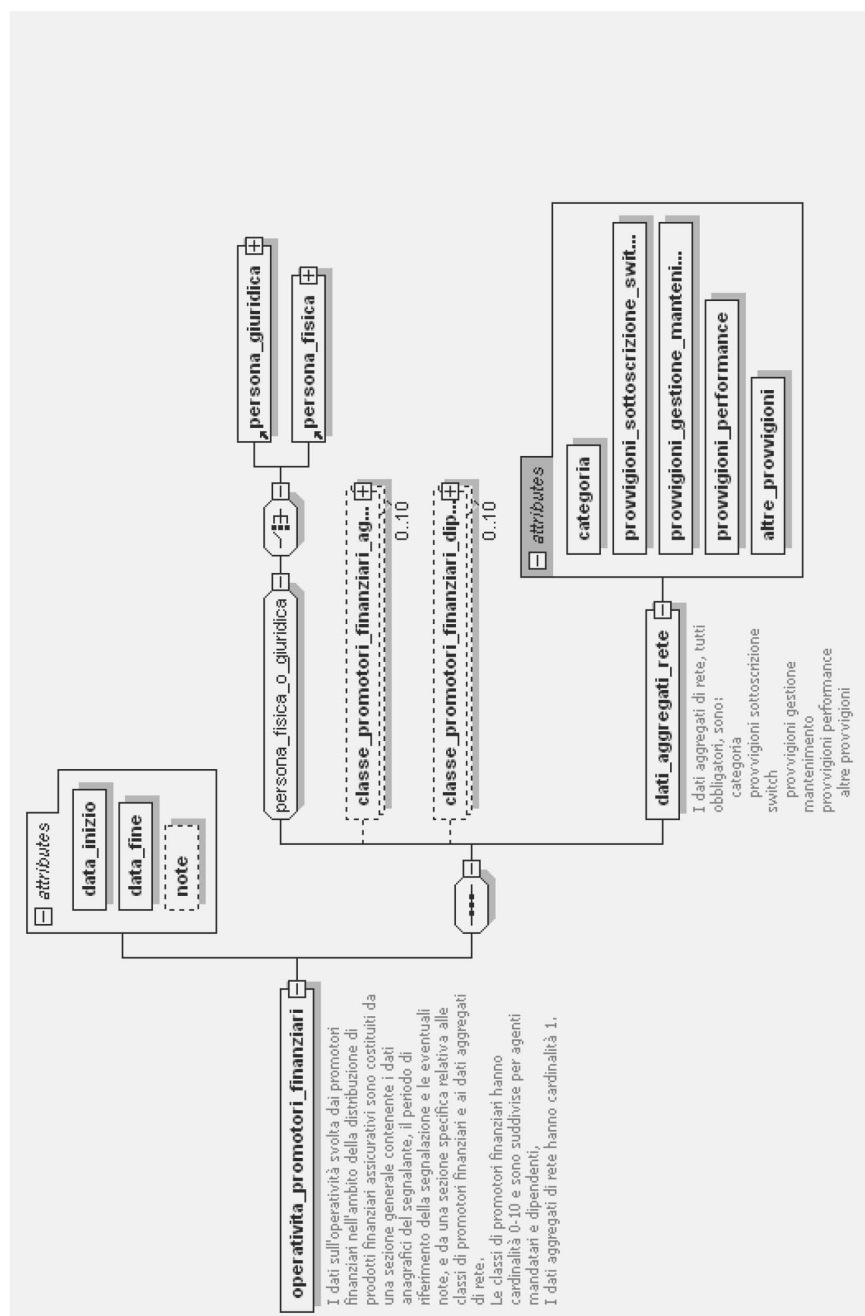 operativita_promotori_finanziari
I dati sull'operatività svolta dai promotori
finanziari nell'ambito della distribuzione di
prodotti finanziari assicurativi sono costituiti da
una sezione generale contenente i dati
anagrafici del segnalante, il periodo di
riferimento della segnalazione e le eventuali
note, e da una sezione specifica relativa alle
classi di promotori finanziari e ai dati aggregati
di rete.
Le classi di promotori finanziari hanno
cardinalità 0-10 e sono suddivise per agenti
mandatari e dipendenti,
I dati aggregati di rete hanno cardinalità 1.
attributes
data_inizio
data_fine
note
persona_fisica_o_giuridica
persona_giuridica
persona_fisica
classe_promotori_finanziari_ag...
0..10
classe_promotori_finanziari_dip...
0..10
dati_aggregati_rete
I dati aggregati di rete, tutti
obbligatori, sono:
categoria
provvigioni sottoscrizione
switch
provvigioni gestione
mantenimento
provvigioni performance
altre provvigioni
attributes
categoria
provvigioni_sottoscrizione_swit...
provvigioni_gestione_manteni...
provvigioni_performance
altre_provvigioni